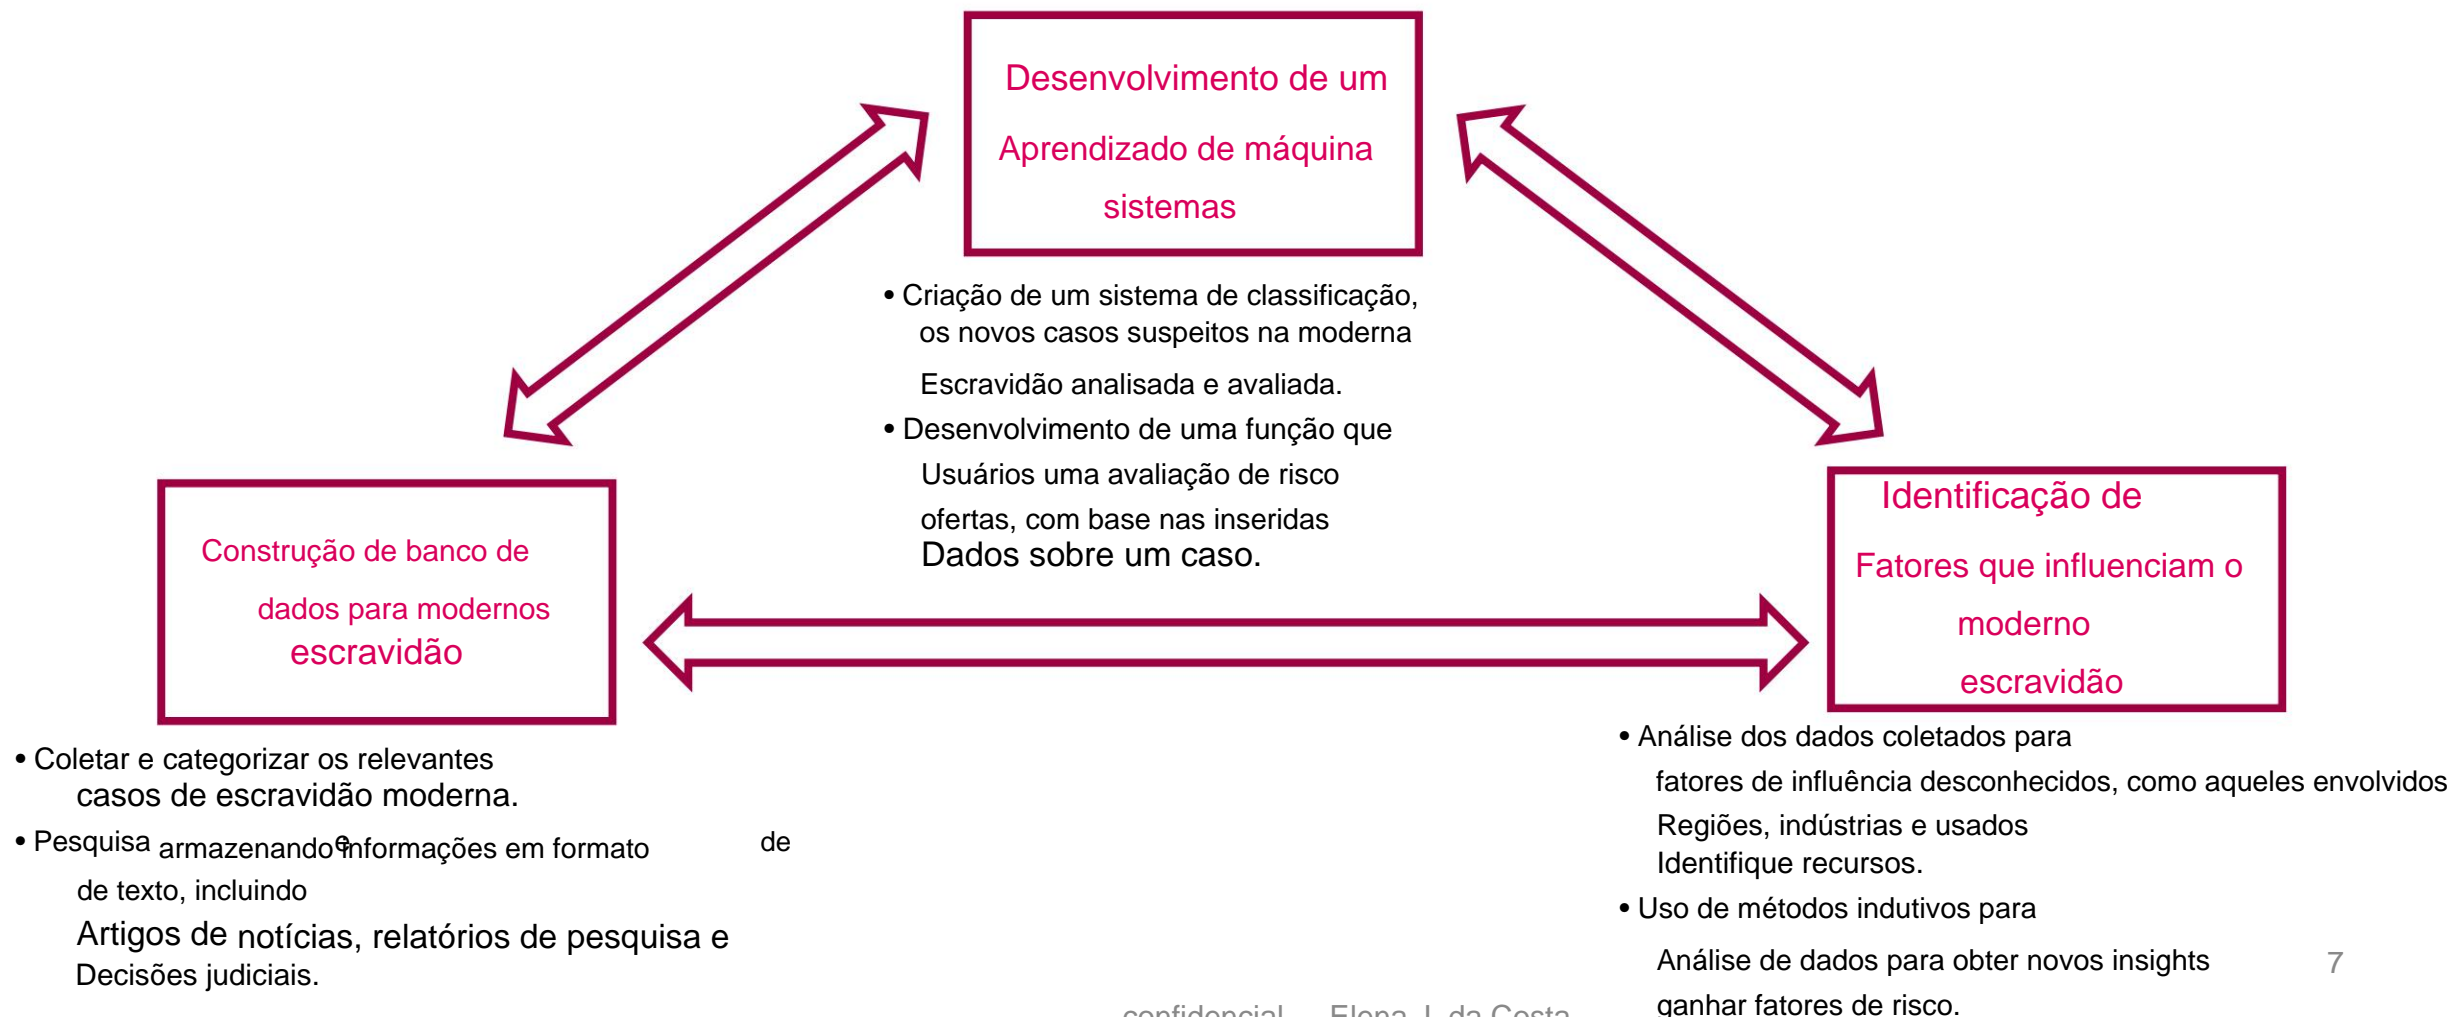 Desenvolvimento de um
Aprendizado de máquina
sistemas
• Criação de um sistema de classificação,
os novos casos suspeitos na moderna
Escravidão analisada e avaliada.
• Desenvolvimento de uma função que
Usuários uma avaliação de risco
ofertas, com base nas inseridas
Dados sobre um caso.
Construção de banco de
dados para modernos
escravidão
• Coletar e categorizar os relevantes
casos de escravidão moderna.
• Pesquisa armazenando e informações em formato de
de texto, incluindo
Artigos de notícias, relatórios de pesquisa e
Decisões judiciais.
Identificação de
Fatores que influenciam o
moderno
escravidão
• Análise dos dados coletados para
fatores de influência desconhecidos, como aqueles envolvidos
Regiões, indústrias e usados
Identifique recursos.
• Uso de métodos indutivos para
Análise de dados para obter novos insights
ganhar fatores de risco.
7
confidencial Elena J. da Costa